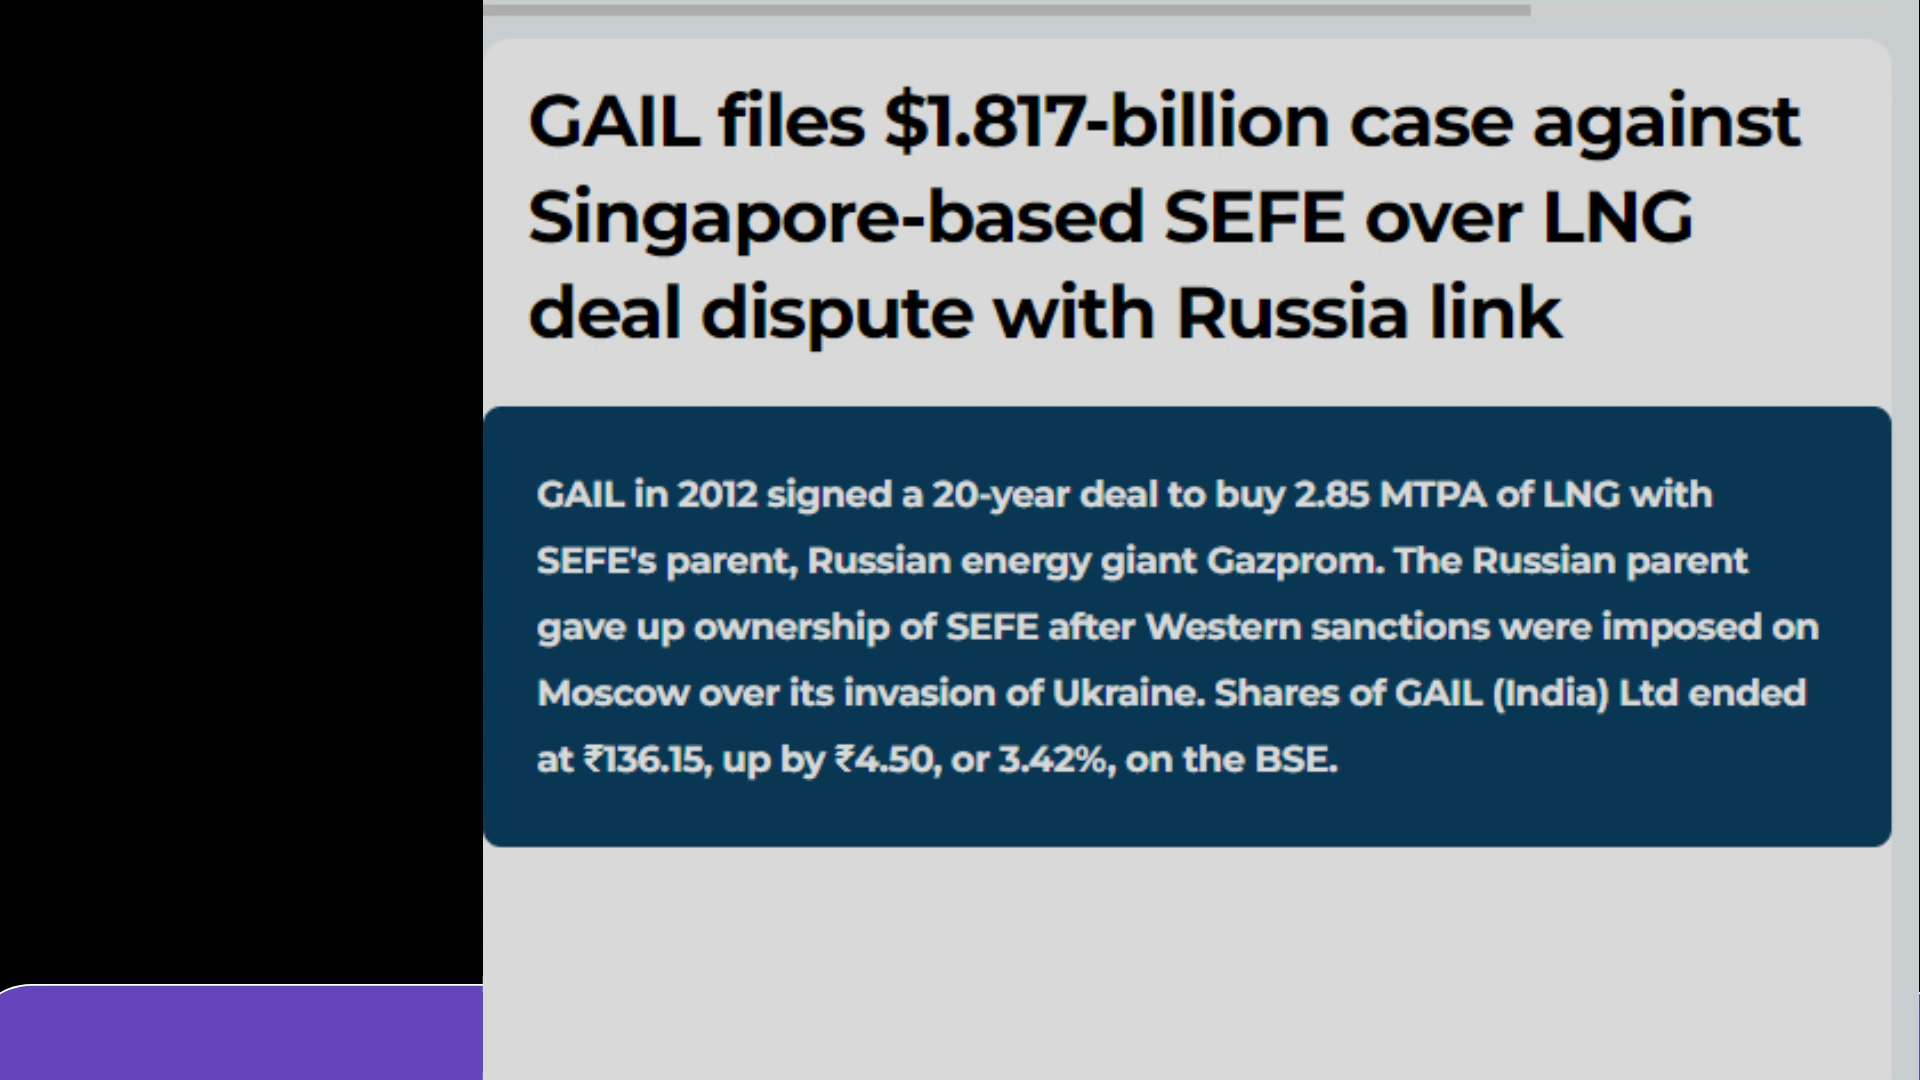 GAIL files $1.817-billion case against
Singapore-based SEFE over LNG
deal dispute with Russia link
GAIL in 2012 signed a 20-year deal to buy 2.85 MTPA of LNG with
SEFE's parent, Russian energy giant Gazprom. The Russian parent
gave up ownership of SEFE after Western sanctions were imposed on
Moscow over its invasion of Ukraine. Shares of GAIL (India) Ltd ended
at ₹136.15, up by ₹4.50, or 3.42%, on the BSE.